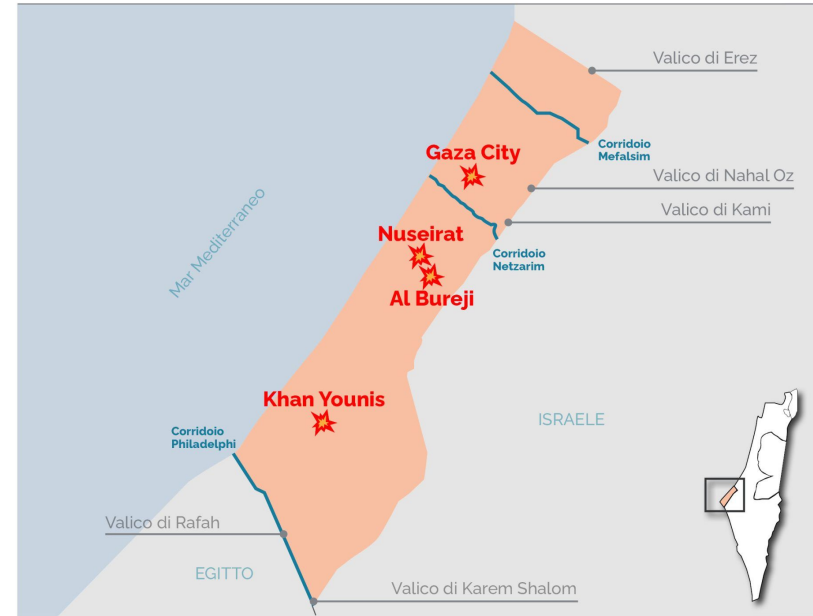 Valico di Erez
Corridoio
Mefalsim
Gaza City
Valico di Nahal Oz
Valico di Kami
Mar Mediterraneo
Nuseirat
Corridoio
Netzarim
Al Bureji
Khan Younis
ISRAELE
Corridoio
Philadelphi
Valico di Rafah
EGITTO
Valico di Karem Shalom